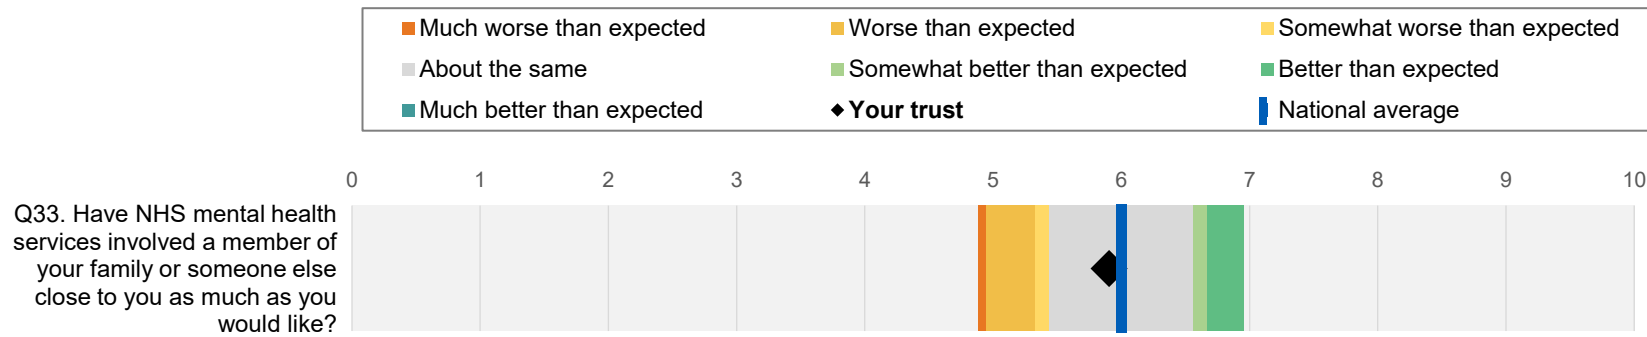 Much worse than expected Worse than expected Somewhat worse than expected
About the same Somewhat better than expected Better than expected
Much better than expected Your trust National average
0 1 2 3 4 5 6 7 8 9 10
Q33. Have NHS mental health
services involved a member of
your family or someone else
close to you as much as you
would like?